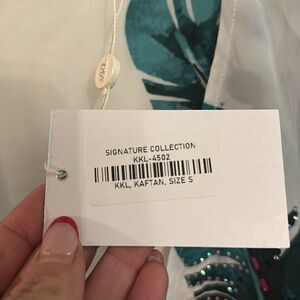 SIGNATURE COLLECTION
KKL-4502
KKL, KAFTAN, SIZE S